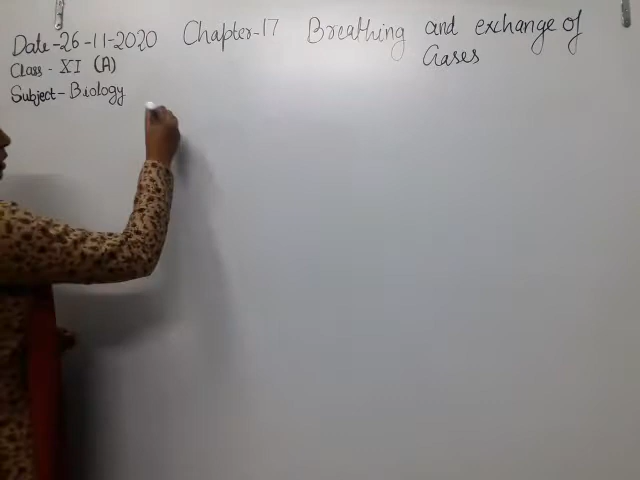 Date-26-11-2020 Chapter-17 Breathing and exchange of
Gases
Class - XI (A)
Subject-Biology